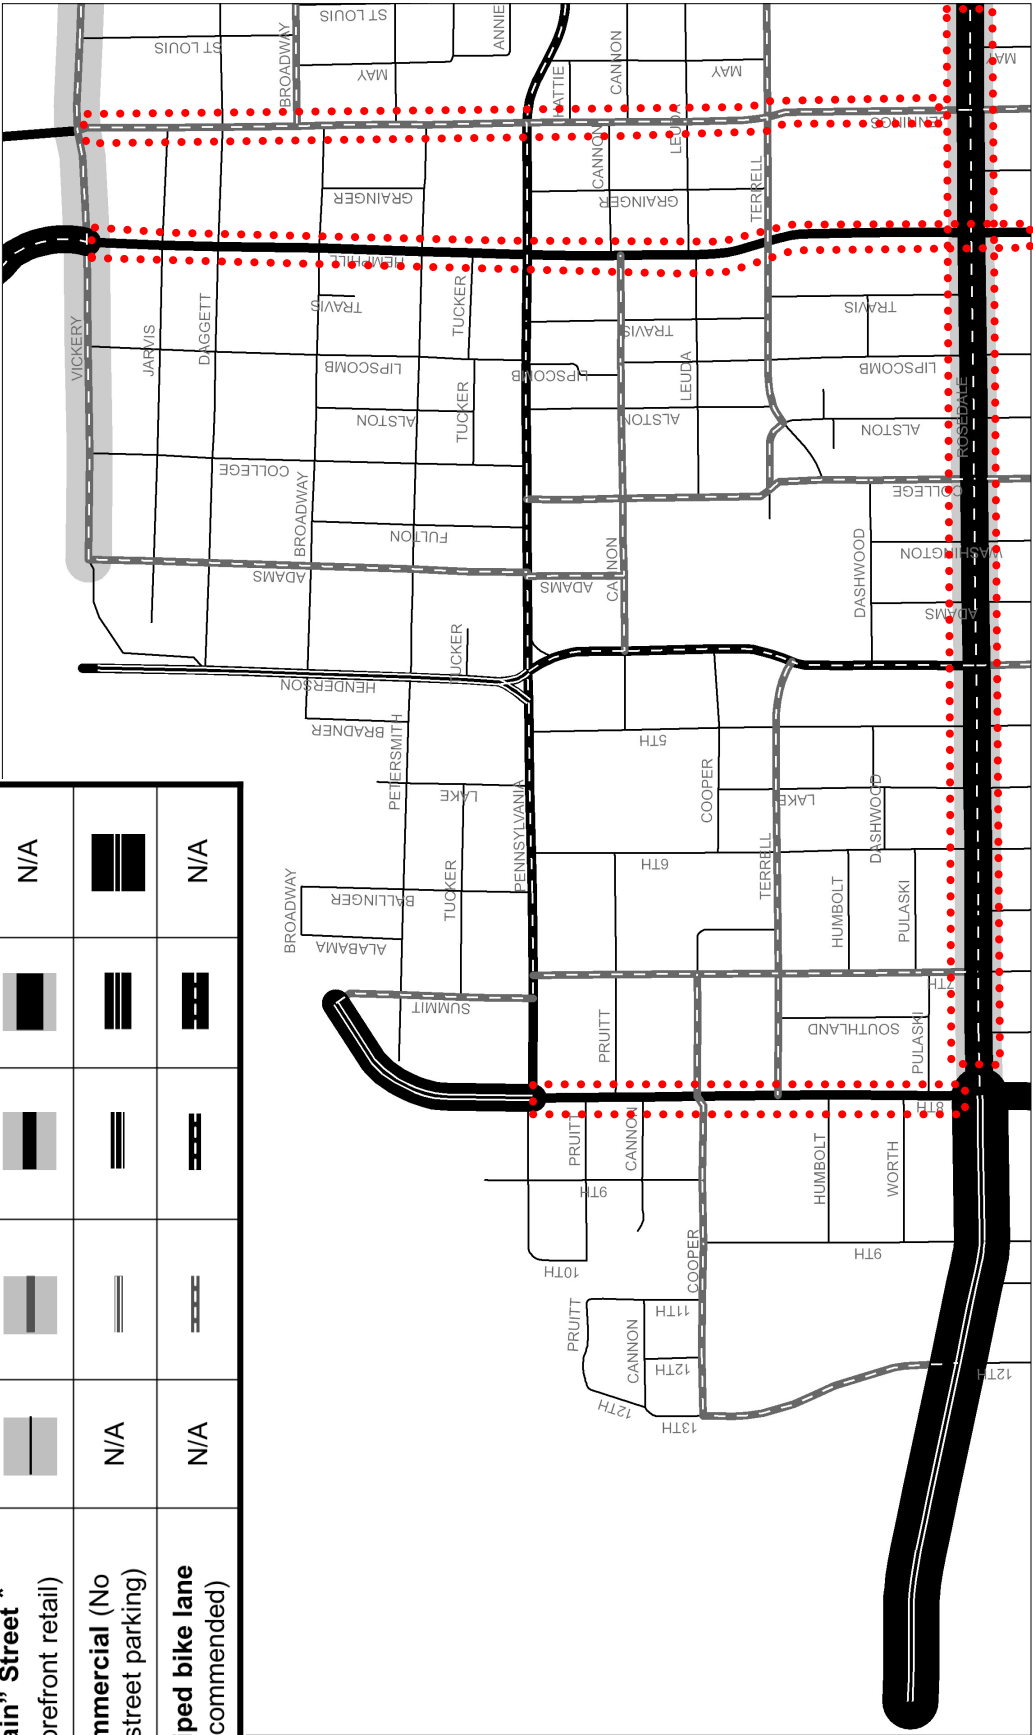 ST LOUIS
ST LOUIS
BROADWAY
MAY
ANNIE
HATTIE
CANNON
MAY
MAY
JENNINGS
LEUDA
CANNON
GRAINGER
GRAINGER
TERRELL
HEMPHILL
VICKERY
JARVIS
DAGGETT
TRAVIS
TUCKER
TRAVIS
TRAVIS
LIPSCOMB
LIPSCOMB
LEUDA
LIPSCOMB
ROSEDALE
ALSTON
TUCKER
ALSTON
ALSTON
COLLEGE
COLLEGE
BROADWAY
FULTON
ADAMS
ADAMS
CANNON
DASHWOOD
WASHINGTON
ADAMS
TUCKER
HENDERSON
BRADNER
PETERSMITH
5TH
LAKE
PENNSYLVANIA
COOPER
LAKE
DASHWOOD
6TH
TERRELL
BROADWAY
BALLINGER
TUCKER
ALABAMA
HUMBOLT
PULASKI
SUMMIT
7TH
PRUITT
SOUTHLAND
PULASKI
8TH
PRUITT
CANNON
HUMBOLT
WORTH
9TH
9TH
10TH
COOPER
PRUITT
11TH
CANNON
12TH
12TH
13TH
12TH
ain" Street *
orefront retail)
N/A
mmercial (No
street parking)
N/A
ped bike lane
commended)
N/A
N/A